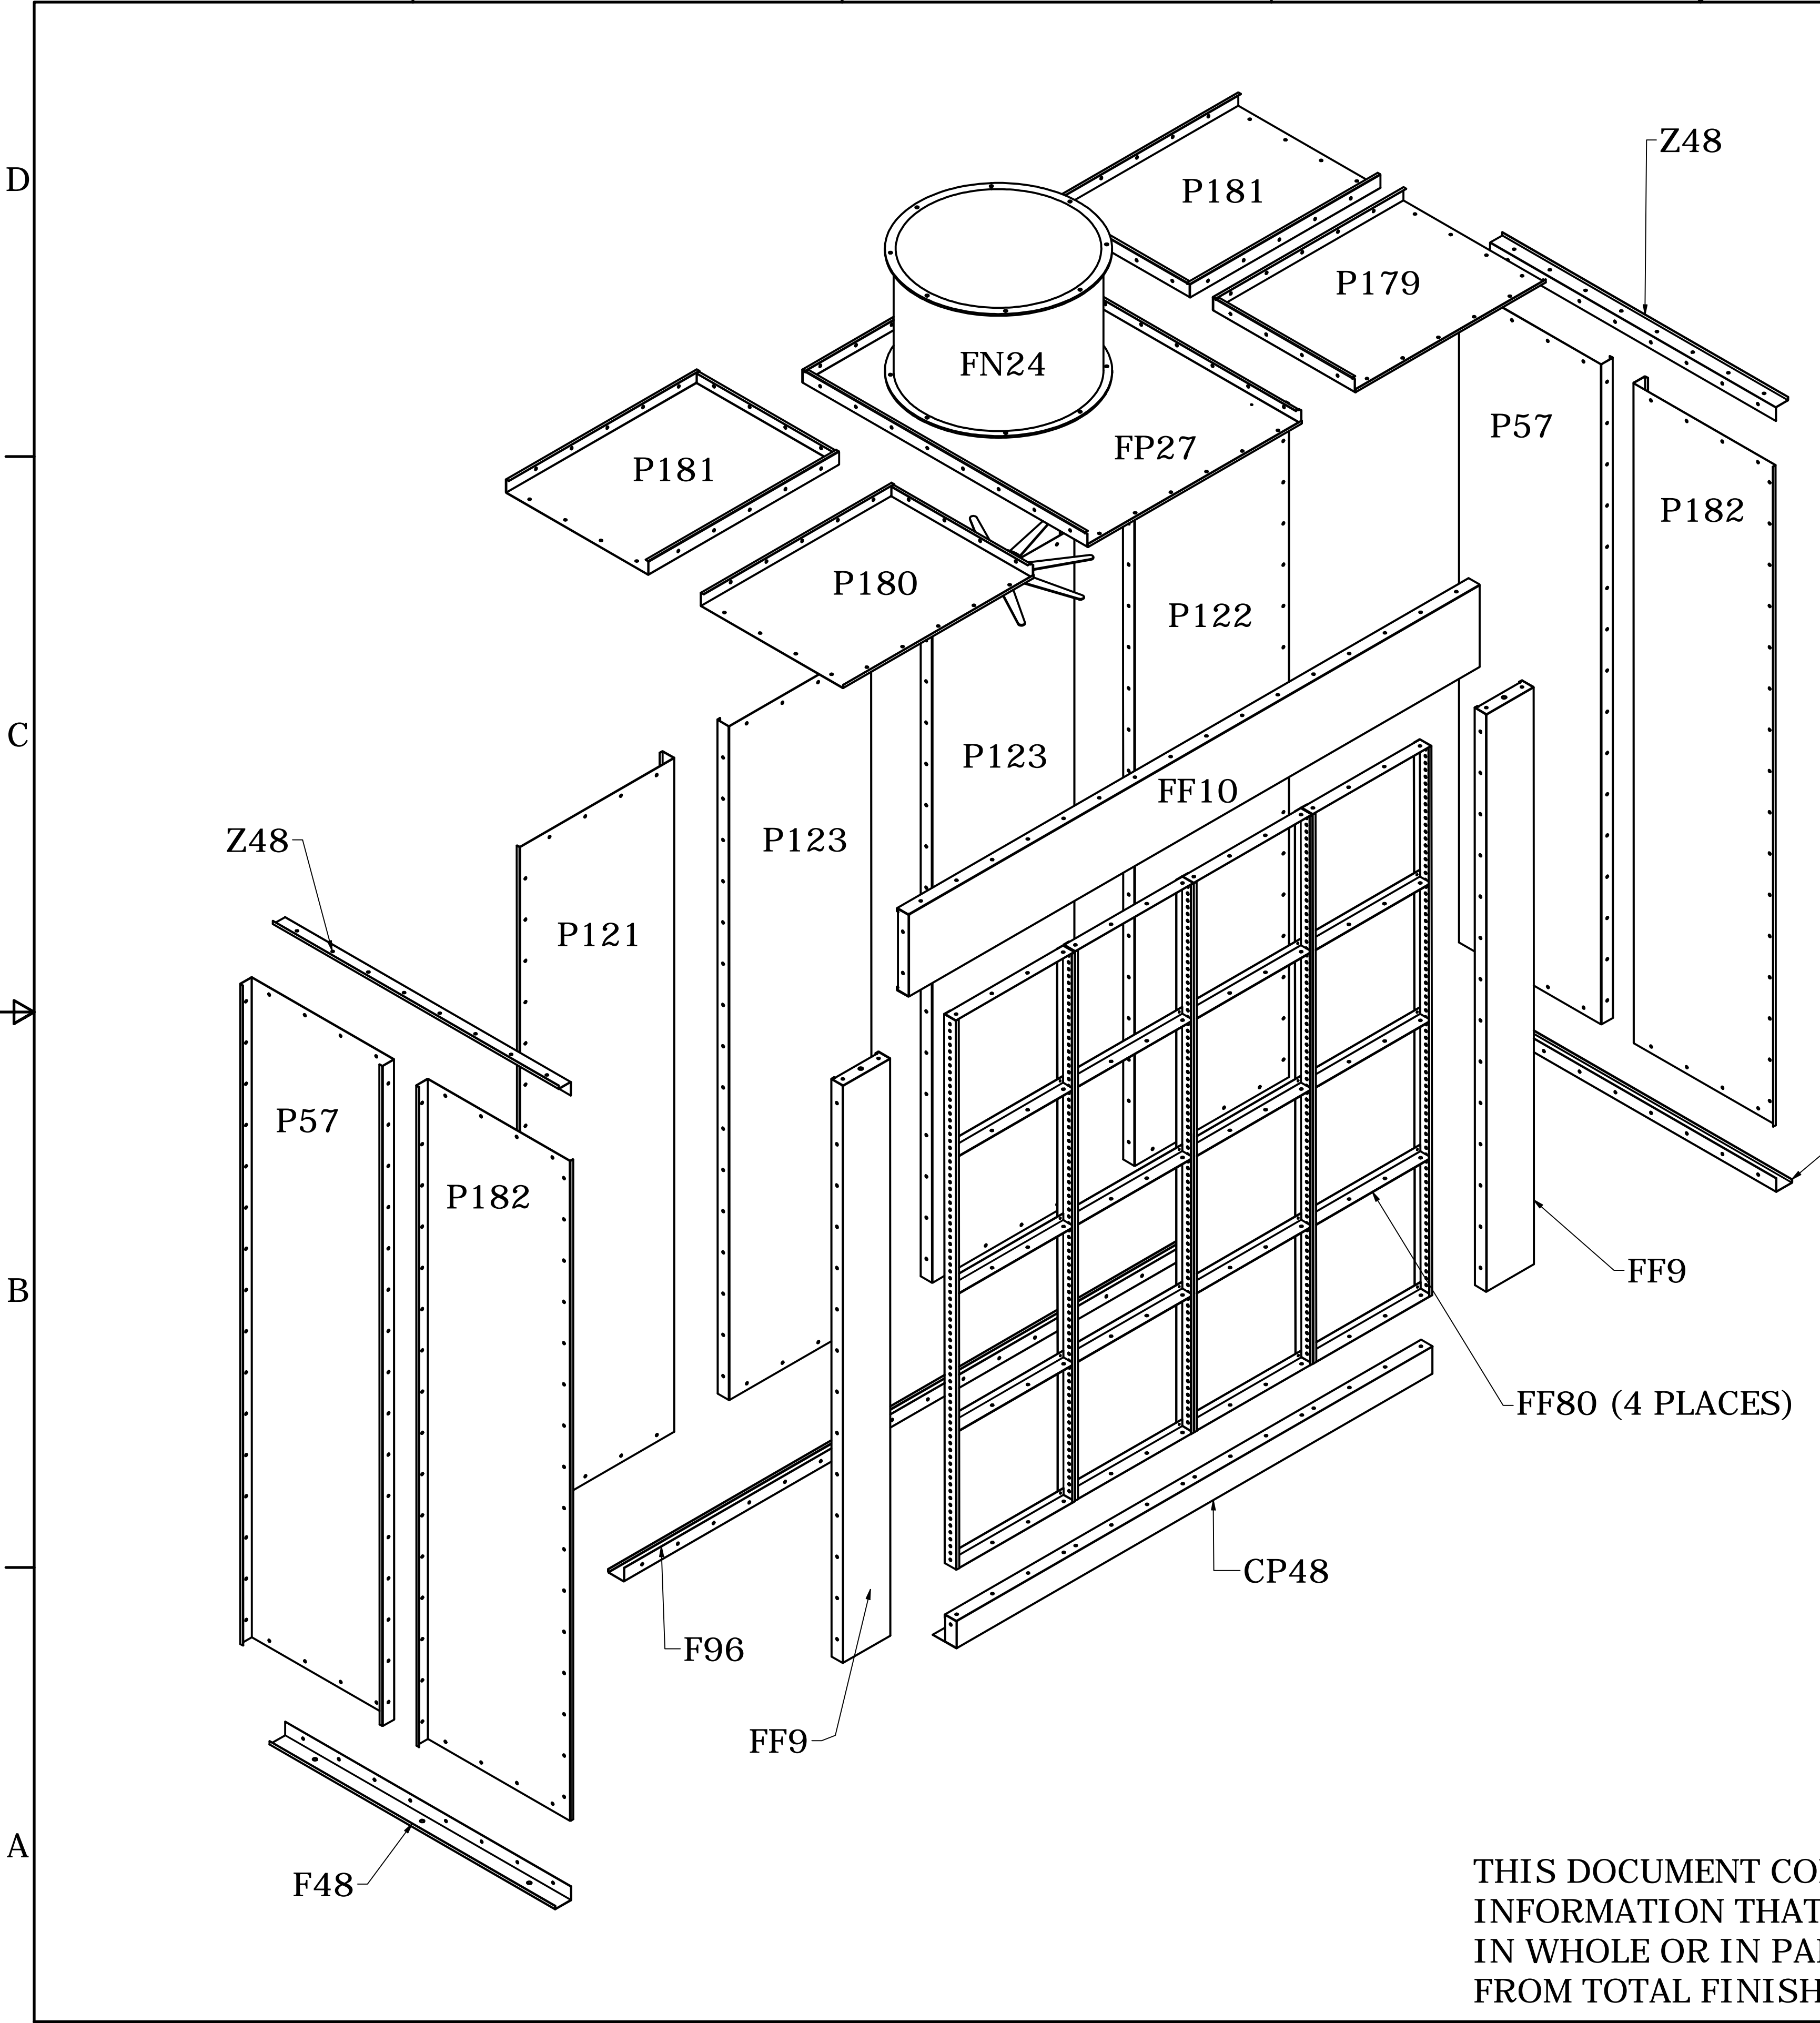 D
Z48
P181
P179
FN24
P57
FP27
P181
P182
P180
P122
C
P123
FF10
P123
Z48
P121
P57
P182
FF9
B
FF80 (4 PLACES)
CP48
F96
FF9
A
F48
THIS DOCUMENT CO
INFORMATION THAT
IN WHOLE OR IN PA
FROM TOTAL FINISH